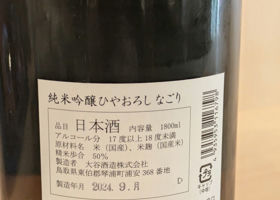 純米吟醸ひやおろし なごり
品目 日本酒 内容量 1800ml
アルコール分 17度以上18度未満
原材料名 米(国産)、米麹(国産米)
精米歩合 50%
製造者 大谷酒造株式会社
鳥取県東伯郡琴浦町浦安368番地
製造年月 2024.9.月 D